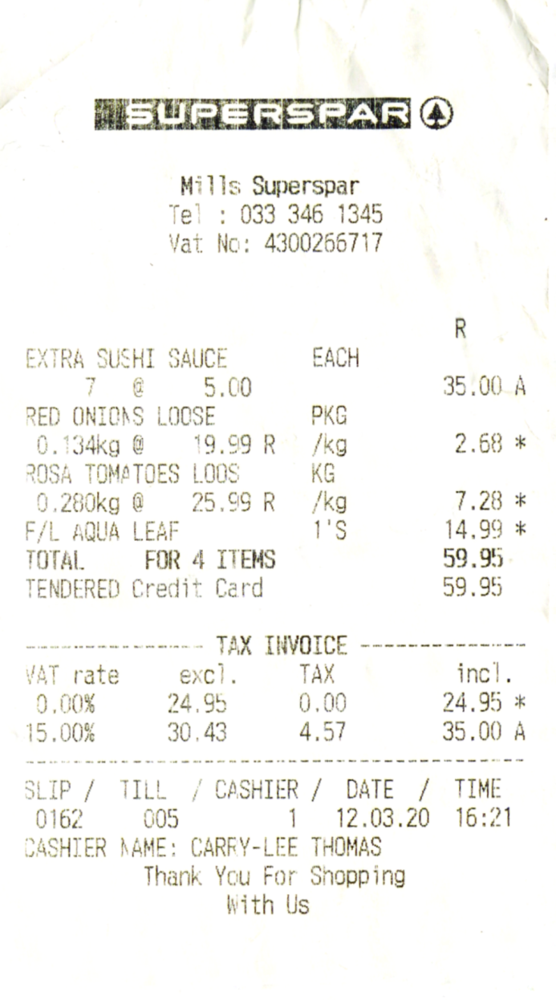 SUPERSPAR
Mills Superspar
Tel : 033 346 1345
Vat No: 4300266717
R
EXTRA SUSHI SAUCE EACH
7 @ 5.00 35.00 A
RED ONIONS LOOSE PKG
0.134kg @ 19.99 R /kg 2.68 *
ROSA TOMATOES LOOS KG
0.280kg @ 25.99 R /kg 7.28 *
F/L AQUA LEAF 1'S 14.99 *
TOTAL FOR 4 ITEMS 59.95
TENDERED Credit Card 59.95
---------------- TAX INVOICE ----------------
VAT rate excl. TAX incl.
0.00% 24.95 0.00 24.95 *
15.00% 30.43 4.57 35.00 A
SLIP / TILL / CASHIER / DATE / TIME
0162 005 1 12.03.20 16:21
CASHIER NAME: CARRY-LEE THOMAS
Thank You For Shopping
With Us